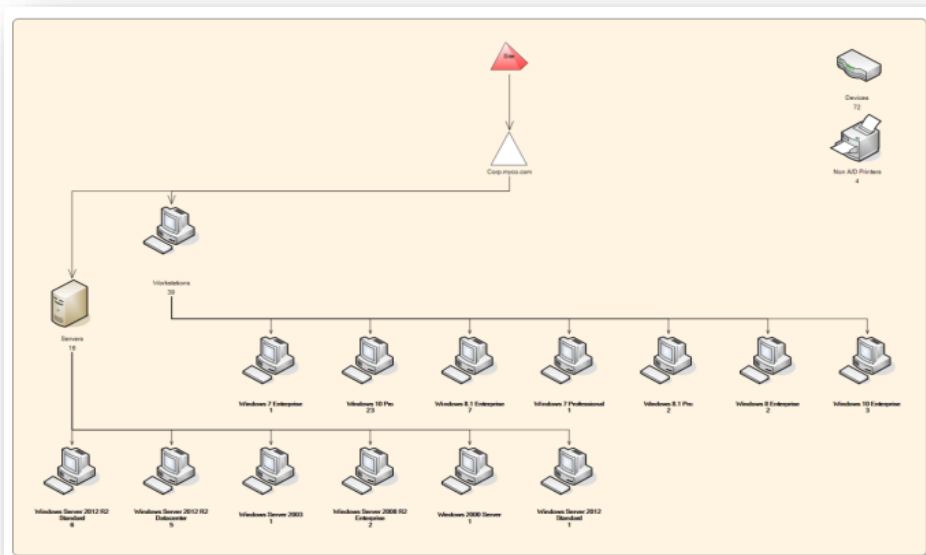 Devices
72
Corp.myco.com
Non A/D Printers
4
Workstations
39
Servers
16
Windows 7 Enterprise
1
Windows 10 Pro
23
Windows 8.1 Enterprise
7
Windows 7 Professional
1
Windows 8.1 Pro
2
Windows 8 Enterprise
2
Windows 10 Enterprise
3
Windows Server 2012 R2
Standard
6
Windows Server 2012 R2
Datacenter
5
Windows Server 2003
1
Windows Server 2008 R2
Enterprise
2
Windows 2000 Server
1
Windows Server 2012
Standard
1